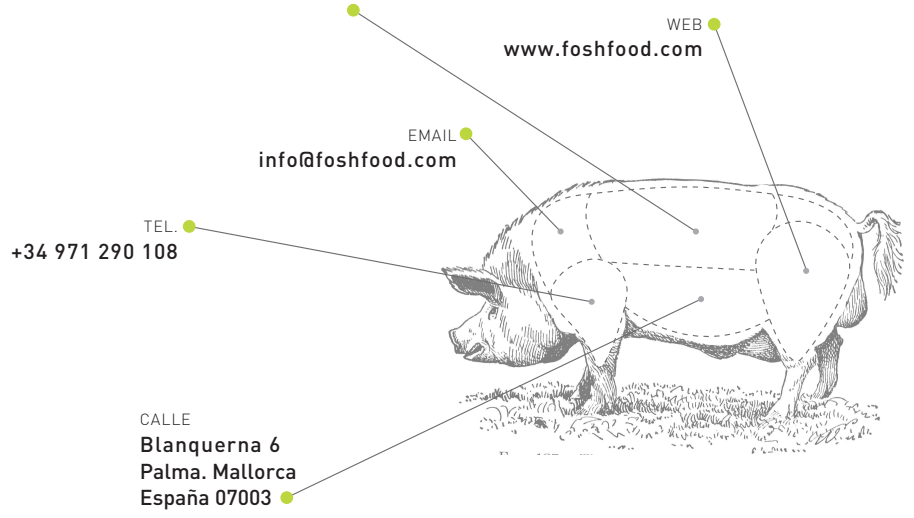 WEB
www.foshfood.com
EMAIL
info@foshfood.com
TEL.
+34 971 290 108
CALLE
Blanquerna 6
Palma. Mallorca
España 07003